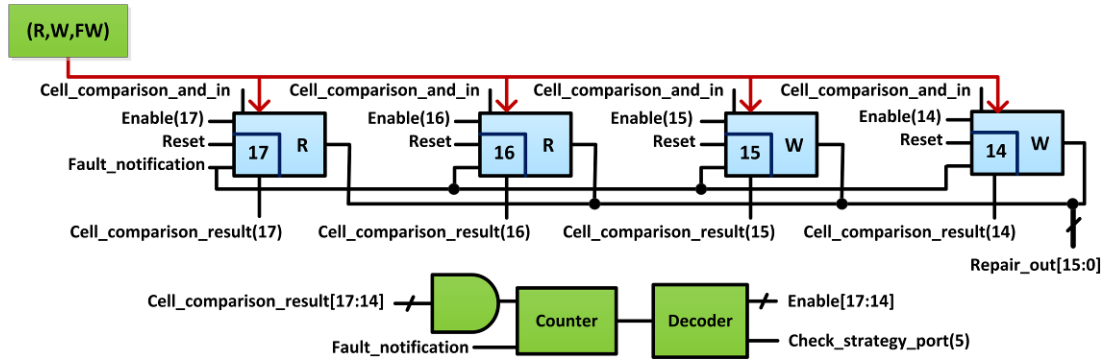 (R,W,FW)
Cell_comparison_and_in
Cell_comparison_and_in
Cell_comparison_and_in
Cell_comparison_and_in
Enable(17)
Enable(16)
Enable(15)
Enable(14)
Reset
Reset
Reset
Reset
Fault_notification
17
R
16
R
15
W
14
W
Cell_comparison_result(17)
Cell_comparison_result(16)
Cell_comparison_result(15)
Cell_comparison_result(14)
Repair_out[15:0]
Cell_comparison_result[17:14]
Fault_notification
Counter
Decoder
Enable[17:14]
Check_strategy_port(5)